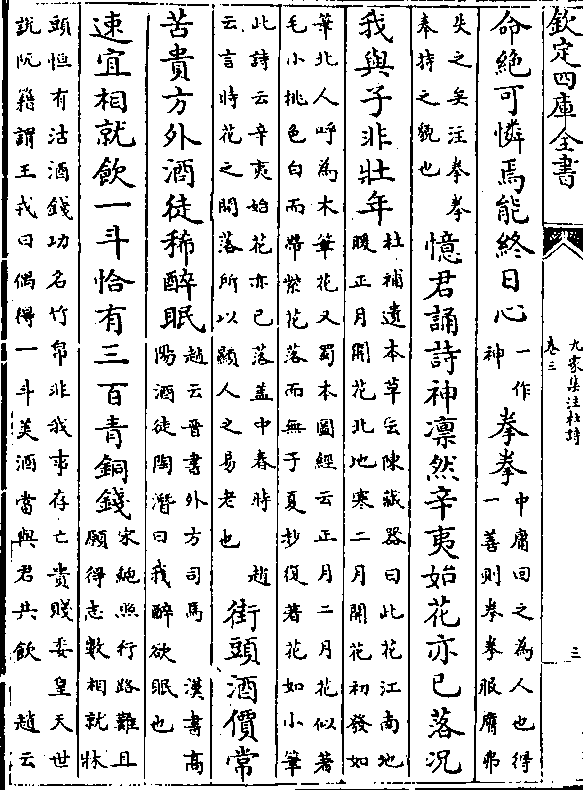 欽定四庫全書
九家集注杜詩
卷三
三
命絶可憐焉能終日心
一作
神
拳拳
中庸回之為人也得
一善則拳拳服膺弗
失之矣注拳拳
奉持之貌也
憶君誦詩神凛然辛夷始花亦已落况
我與子非壯年
杜補遺本草云陳藏器曰此花江南地
暖正月開花北地寒二月開花初發如
筆北人呼為木筆花又蜀本圖經云正月二月花似著
毛小桃色白而帶紫花落而無子夏杪復著花如小筆
此詩云辛夷始花亦已落蓋中春時 趙
云言時花之開落所以顯人之易老也
街頭酒價常
苦貴方外酒徒稀醉眠
趙云晉書外方司馬 漢書高
陽酒徒陶潛曰我醉欲眠也
速宜相就飲一斗恰有三百青銅錢
宋鮑照行路難且
願得志數相就牀
頭恒有沽酒錢功名竹帛非我事存亡貴賤委皇天世
說阮籍謂王戎曰偶得一斗美酒當與君共飲 趙云